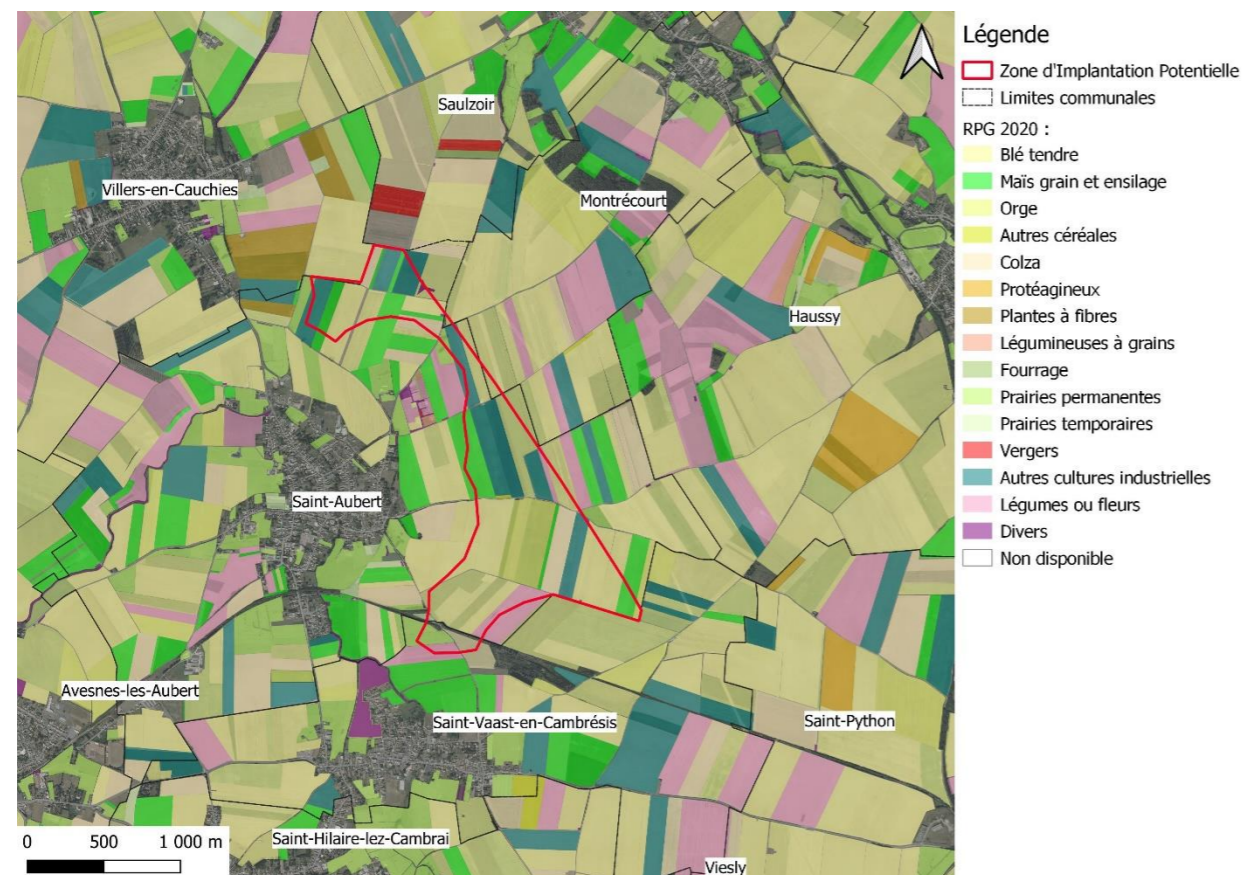 Saulzoir
Villers-en-Cauchies
Montrécourt
Haussy
Saint-Aubert
Avesnes-les-Aubert
Saint-Vaast-en-Cambrésis
Saint-Python
Saint-Hilaire-lez-Cambrai
Viesly
0 500 1 000 m
Légende
Zone d'Implantation Potentielle
Limites communales
RPG 2020 :
Blé tendre
Maïs grain et ensilage
Orge
Autres céréales
Colza
Protéagineux
Plantes à fibres
Légumineuses à grains
Fourrage
Prairies permanentes
Prairies temporaires
Vergers
Autres cultures industrielles
Légumes ou fleurs
Divers
Non disponible